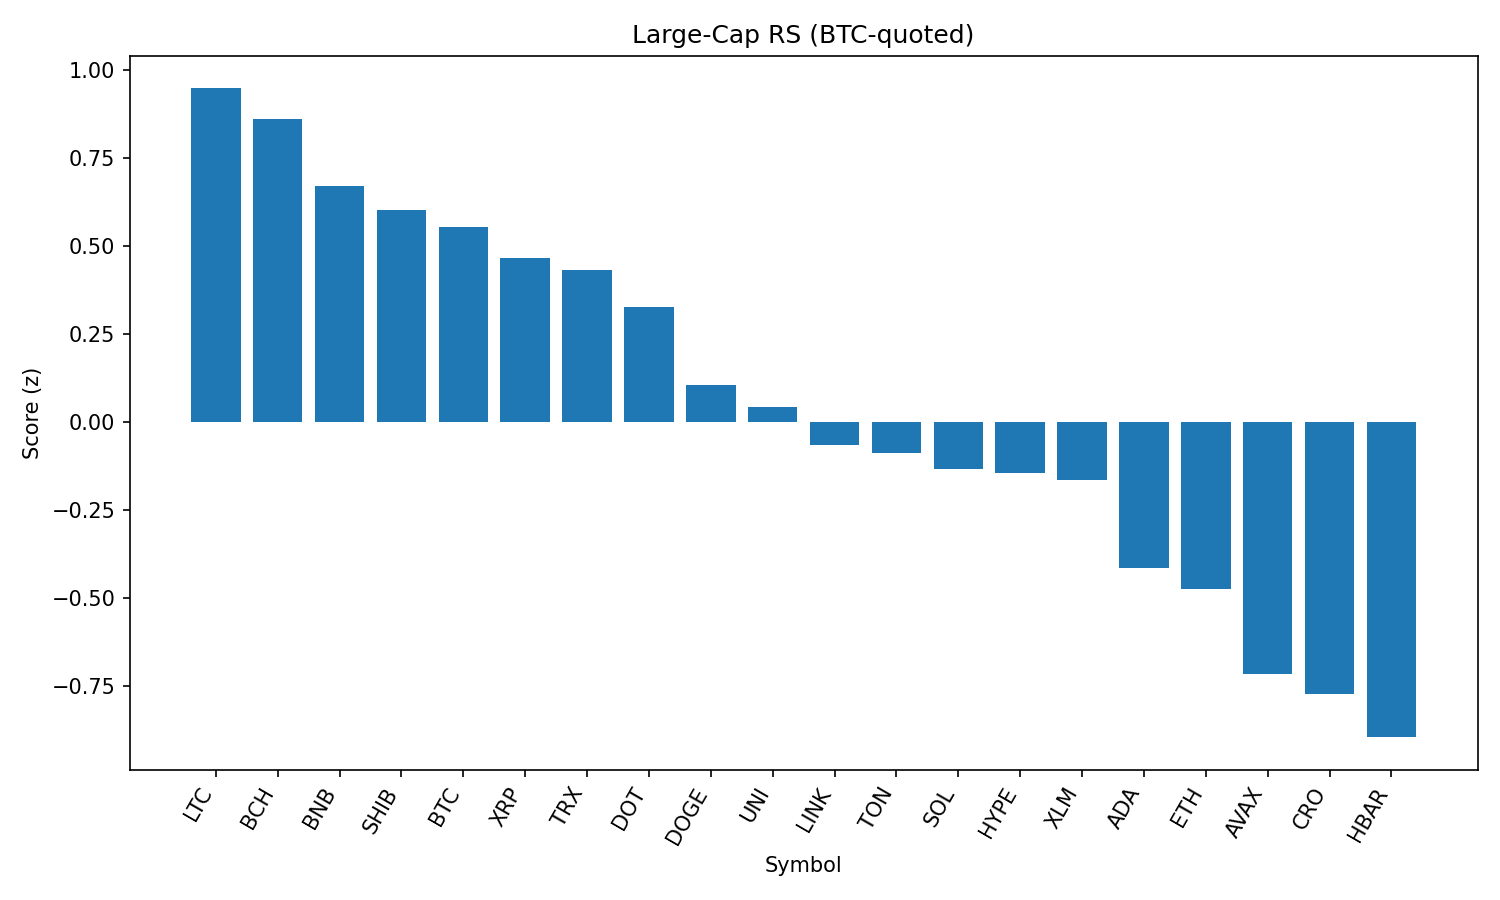 Large-Cap RS (BTC-quoted)
1.00
0.75
0.50
0.25
0.00
−0.25
−0.50
−0.75
Score (z)
LTC
BCH
BNB
SHIB
BTC
XRP
TRX
DOT
DOGE
UNI
LINK
TON
SOL
HYPE
XLM
ADA
ETH
AVAX
CRO
HBAR
Symbol